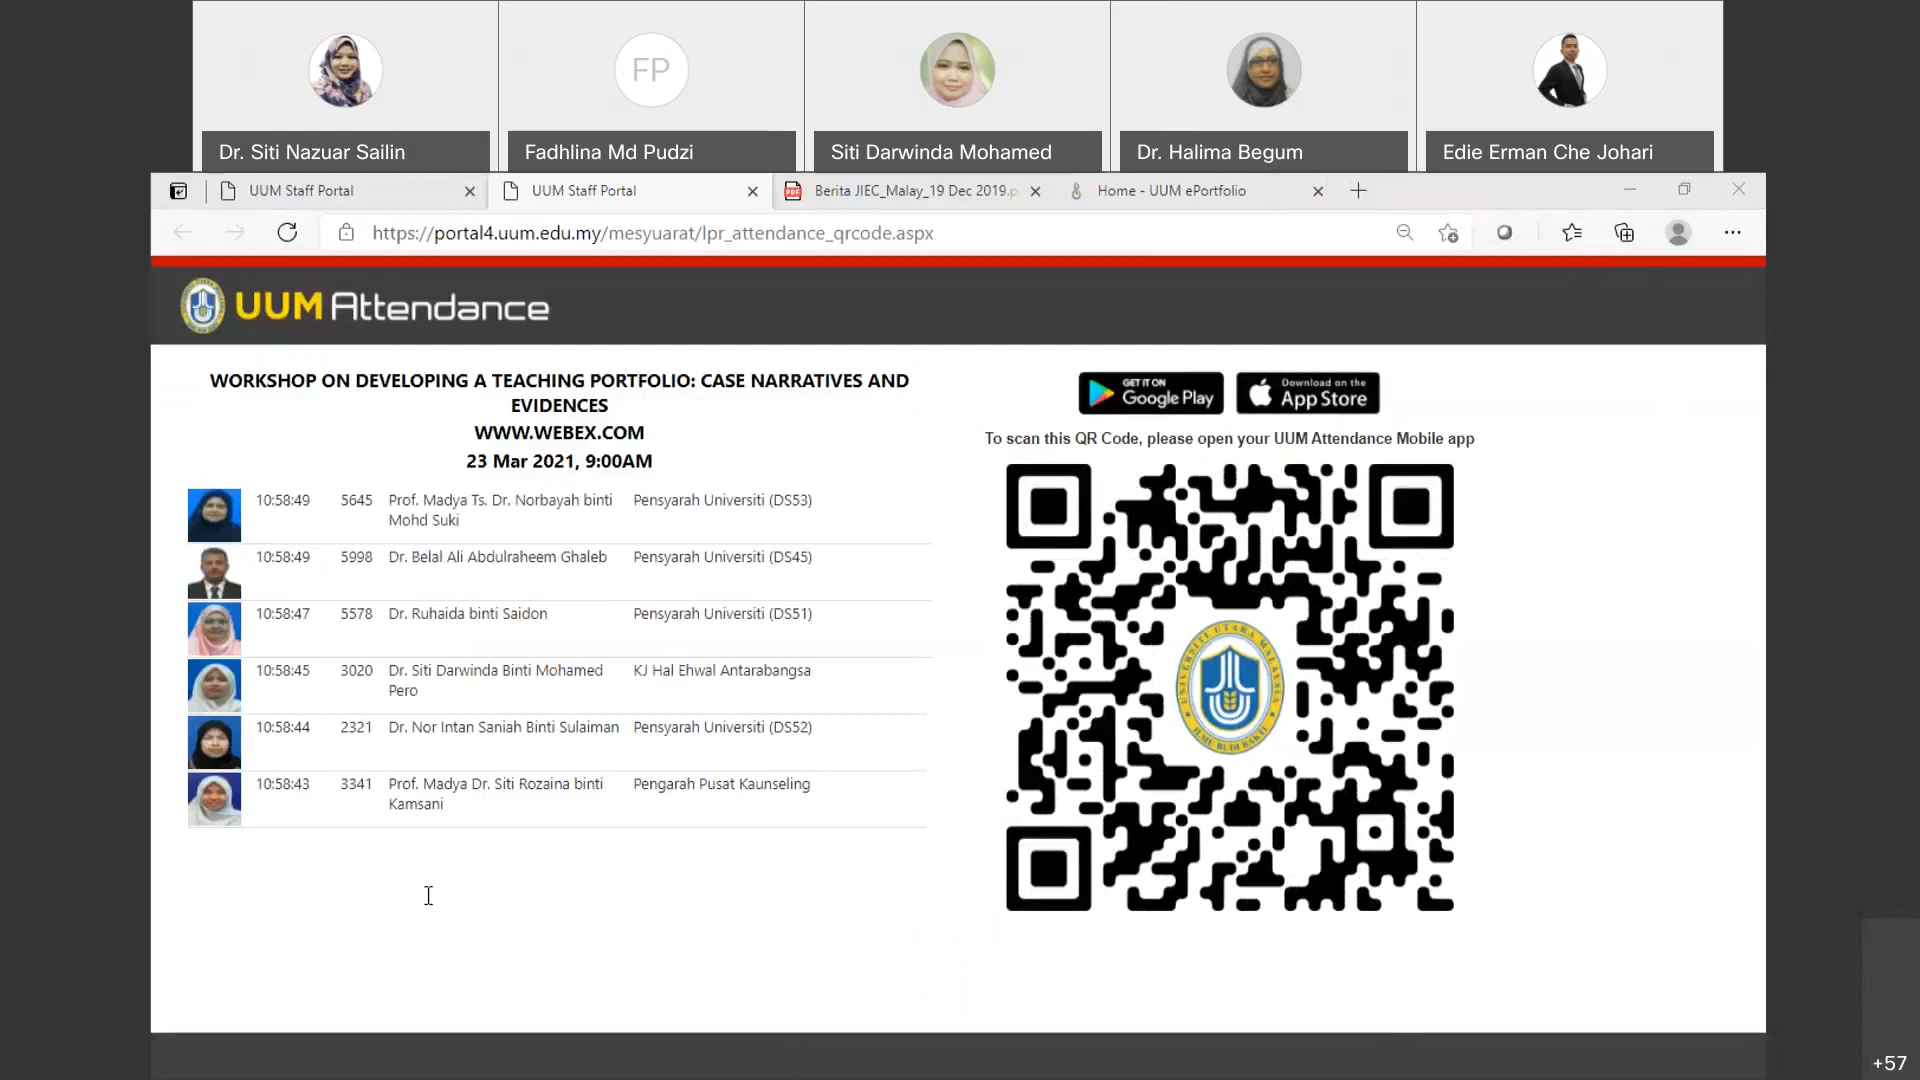 FP
Dr. Siti Nazuar Sailin
Fadhlina Md Pudzi
Siti Darwinda Mohamed
Dr. Halima Begum
Edie Erman Che Johari
UUM Staff Portal
UUM Staff Portal
PDF
Berita JIEC_Malay_19 Dec 2019.p
Home - UUM ePortfolio
https://portal4.uum.edu.my/mesyuarat/lpr_attendance_qrcode.aspx
UUM Attendance
WORKSHOP ON DEVELOPING A TEACHING PORTFOLIO: CASE NARRATIVES AND
EVIDENCES
WWW.WEBEX.COM
23 Mar 2021, 9:00AM
10:58:49 5645 Prof. Madya Ts. Dr. Norbayah binti Pensyarah Universiti (DS53)
Mohd Suki
10:58:49 5998 Dr. Belal Ali Abdulraheem Ghaleb Pensyarah Universiti (DS45)
10:58:47 5578 Dr. Ruhaida binti Saidon Pensyarah Universiti (DS51)
10:58:45 3020 Dr. Siti Darwinda Binti Mohamed KJ Hal Ehwal Antarabangsa
Pero
10:58:44 2321 Dr. Nor Intan Saniah Binti Sulaiman Pensyarah Universiti (DS52)
10:58:43 3341 Prof. Madya Dr. Siti Rozaina binti Pengarah Pusat Kaunseling
Kamsani
GET IT ON
Google Play
Download on the
App Store
To scan this QR Code, please open your UUM Attendance Mobile app
UNIVERSITI UTARA MALAYSIA
ILMU BUDI BAKTI
+57